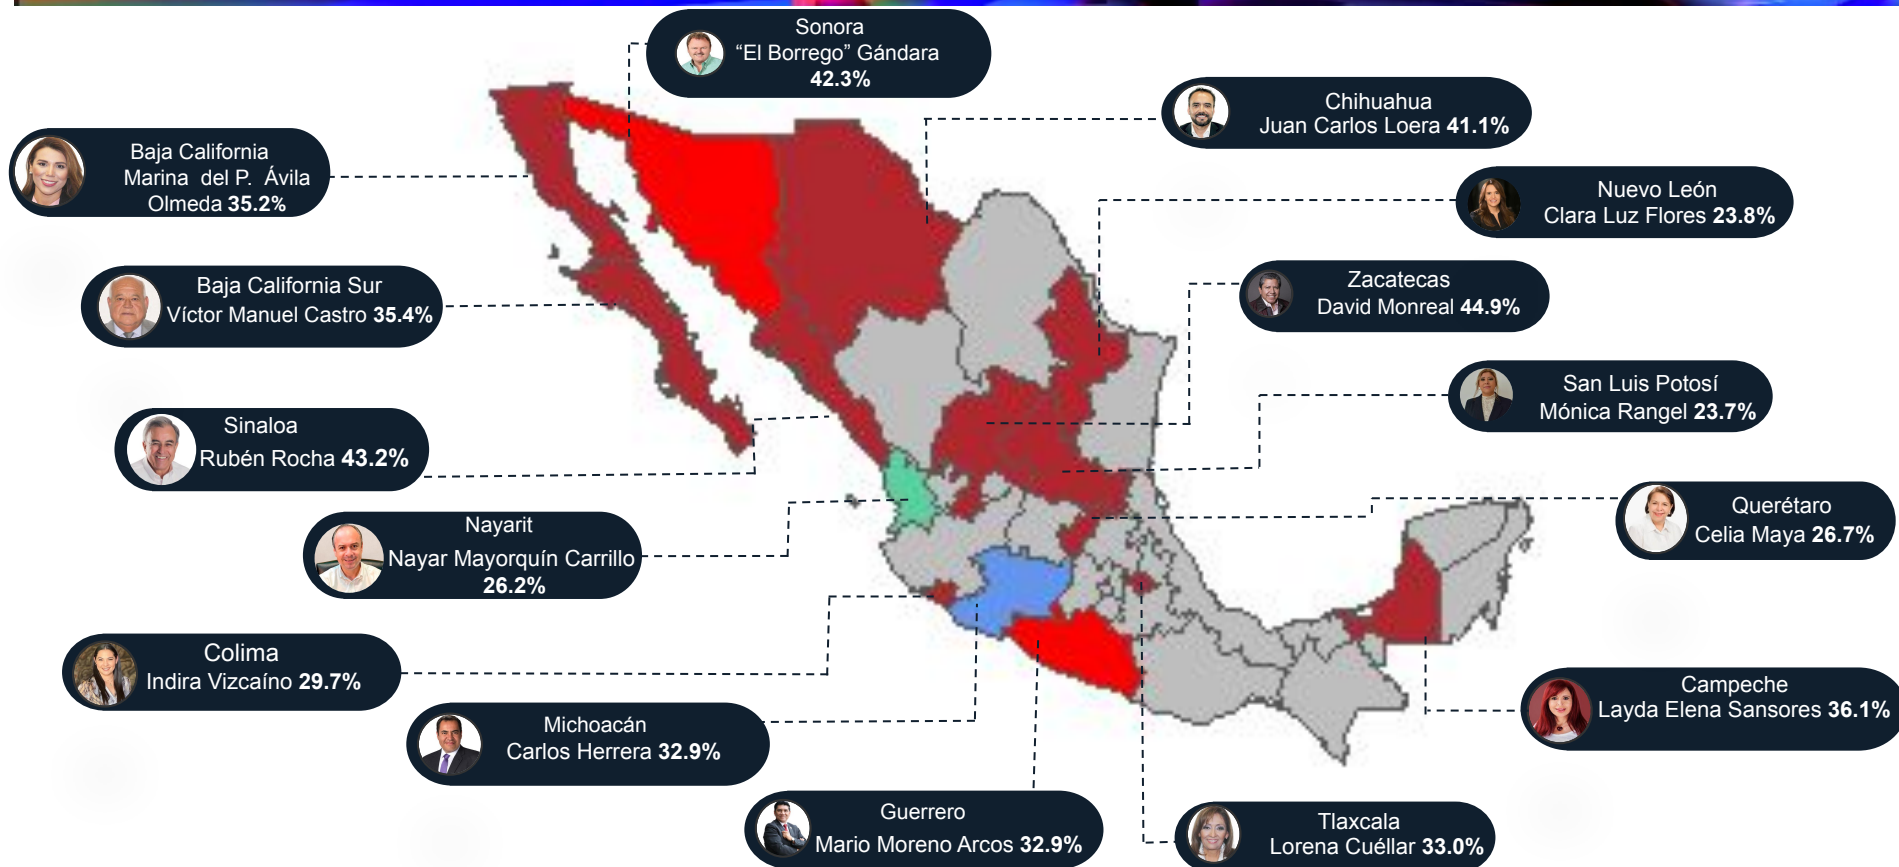 Sonora
“El Borrego” Gándara
42.3%
Chihuahua
Juan Carlos Loera 41.1%
Baja California
Marina del P. Ávila
Olmeda 35.2%
Nuevo León
Clara Luz Flores 23.8%
Baja California Sur
Víctor Manuel Castro 35.4%
Zacatecas
David Monreal 44.9%
San Luis Potosí
Mónica Rangel 23.7%
Sinaloa
Rubén Rocha 43.2%
Querétaro
Celia Maya 26.7%
Nayarit
Nayar Mayorquín Carrillo
26.2%
Colima
Indira Vizcaíno 29.7%
Campeche
Layda Elena Sansores 36.1%
Michoacán
Carlos Herrera 32.9%
Guerrero
Mario Moreno Arcos 32.9%
Tlaxcala
Lorena Cuéllar 33.0%